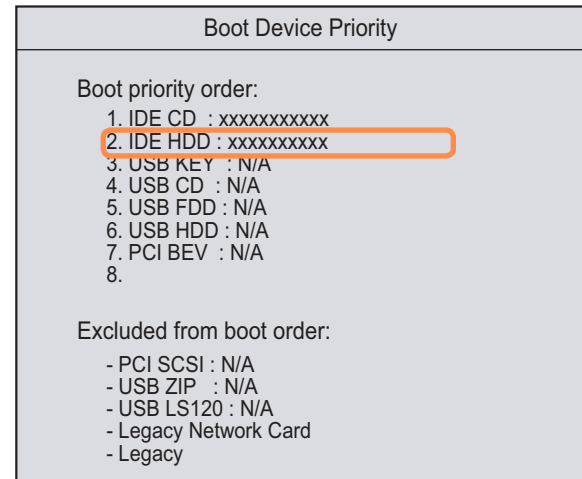 Boot Device Priority
Boot priority order:
1. IDE CD : xxxxxxxxxxx
2. IDE HDD : xxxxxxxxxx
3. USB KEY : N/A
4. USB CD : N/A
5. USB FDD : N/A
6. USB HDD : N/A
7. PCI BEV : N/A
8.
Excluded from boot order:
- PCI SCSI : N/A
- USB ZIP : N/A
- USB LS120 : N/A
- Legacy Network Card
- Legacy